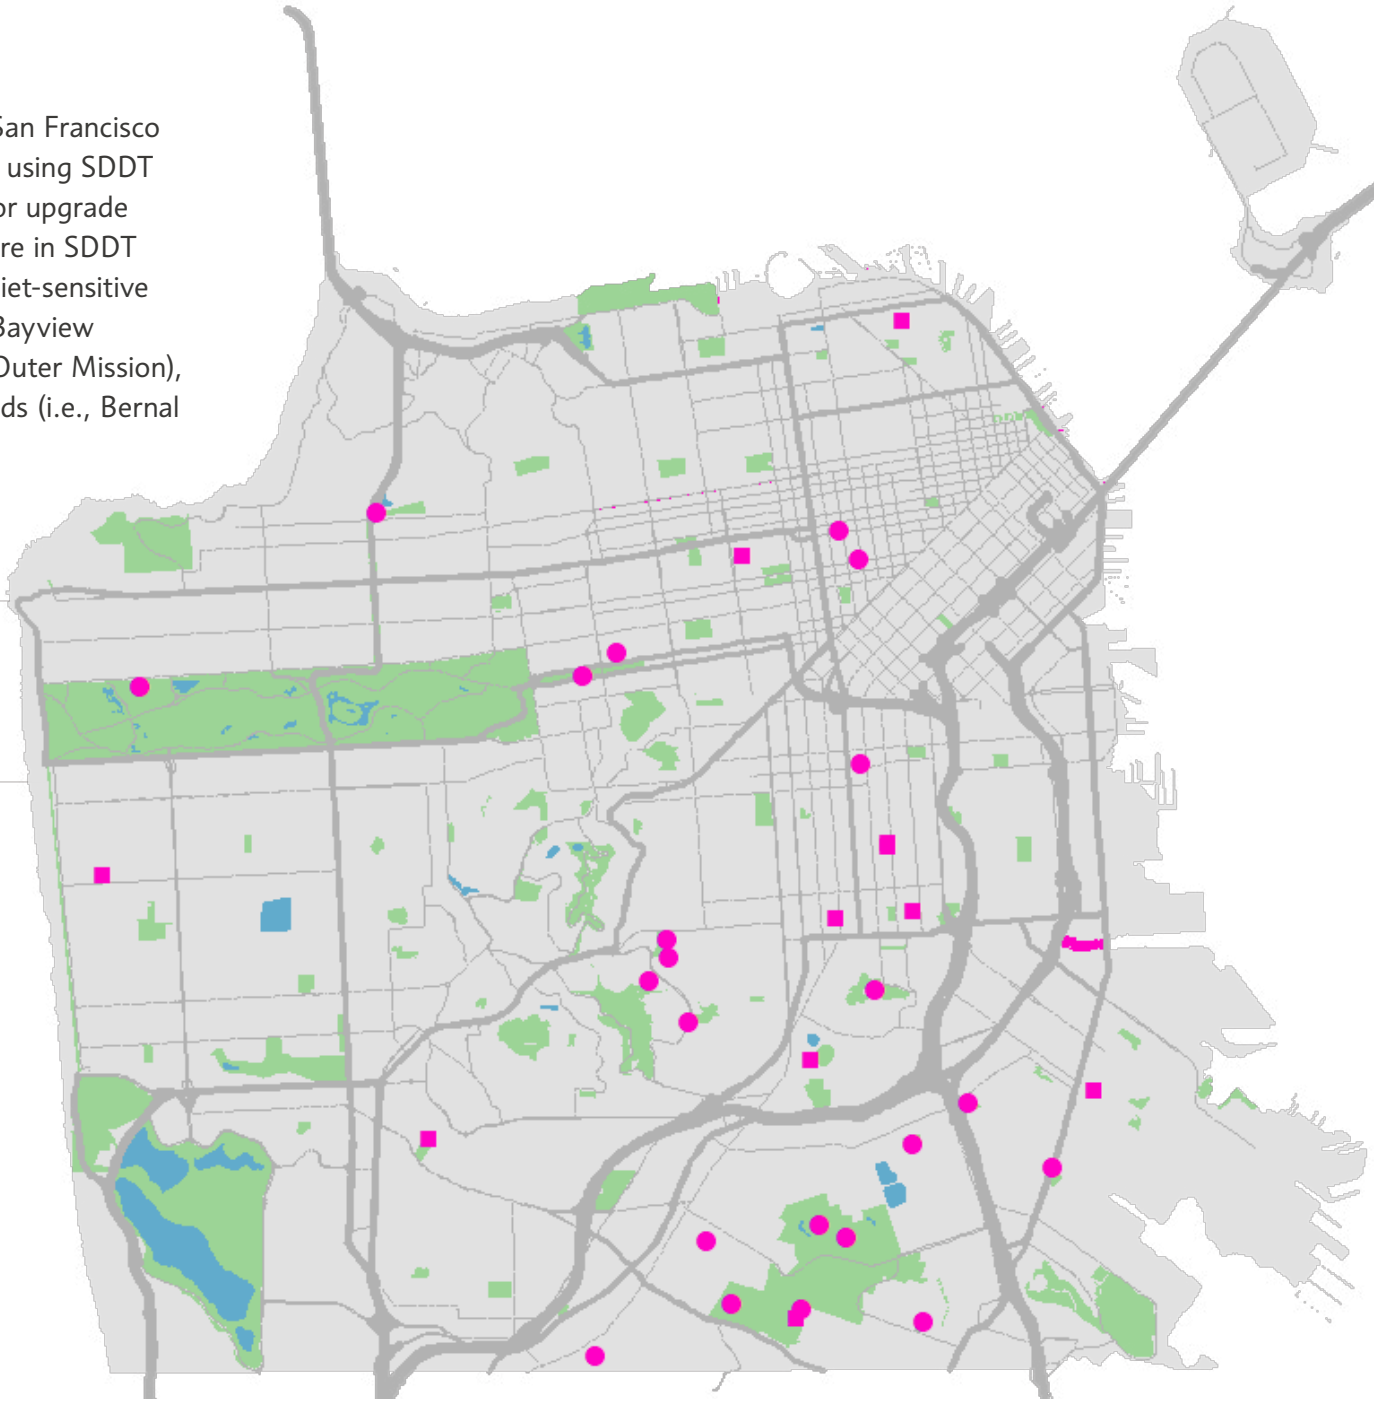 San Francisco
using SDDT
or upgrade
re in SDDT
iet-sensitive
Bayview
Outer Mission),
ds (i.e., Bernal